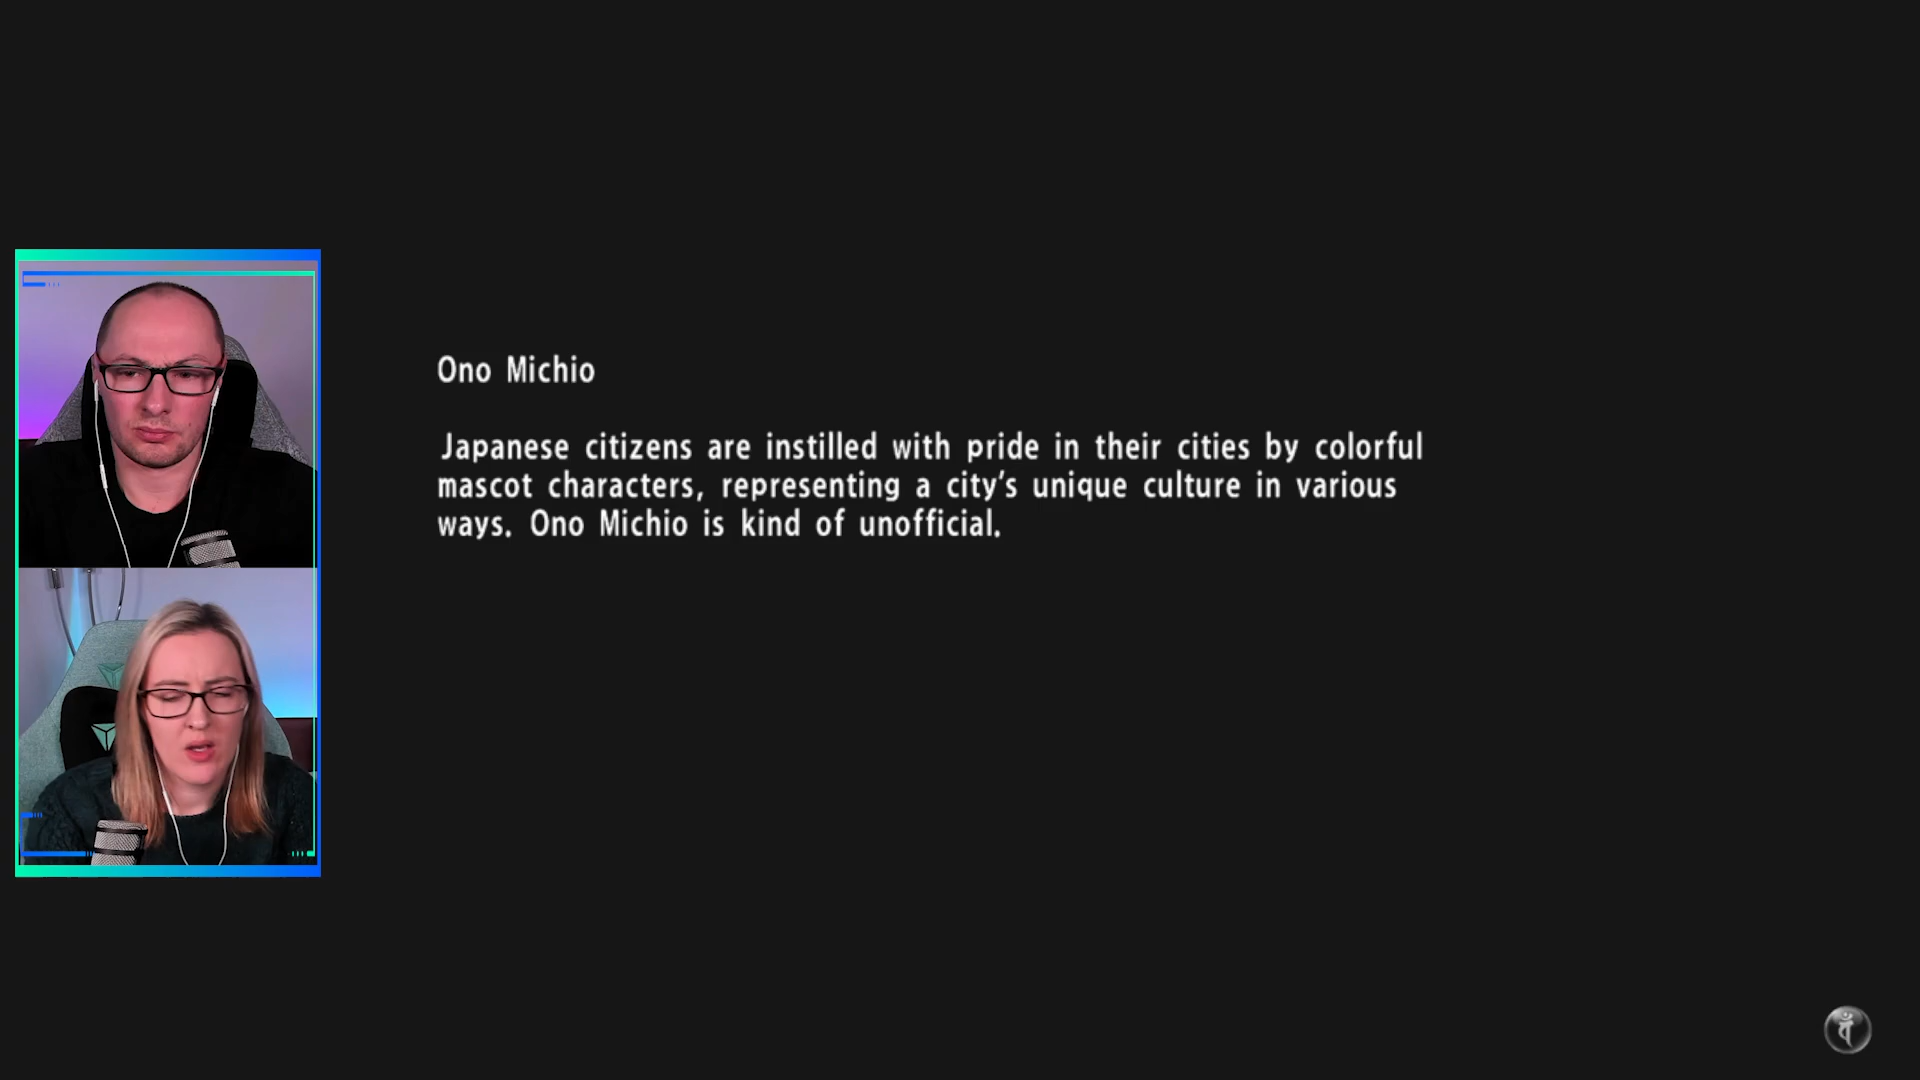 Ono Michio
Japanese citizens are instilled with pride in their cities by colorful
mascot characters, representing a city's unique culture in various
ways. Ono Michio is kind of unofficial.